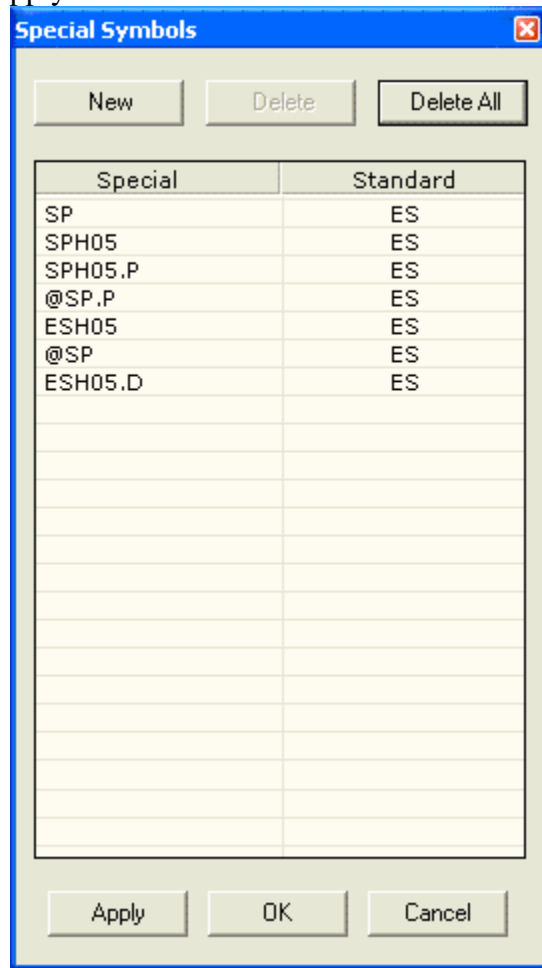 Special Symbols
New Delete Delete All
Special Standard
SP ES
SPH05 ES
SPH05.P ES
@SP.P ES
ESH05 ES
@SP ES
ESH05.D ES
Apply OK Cancel